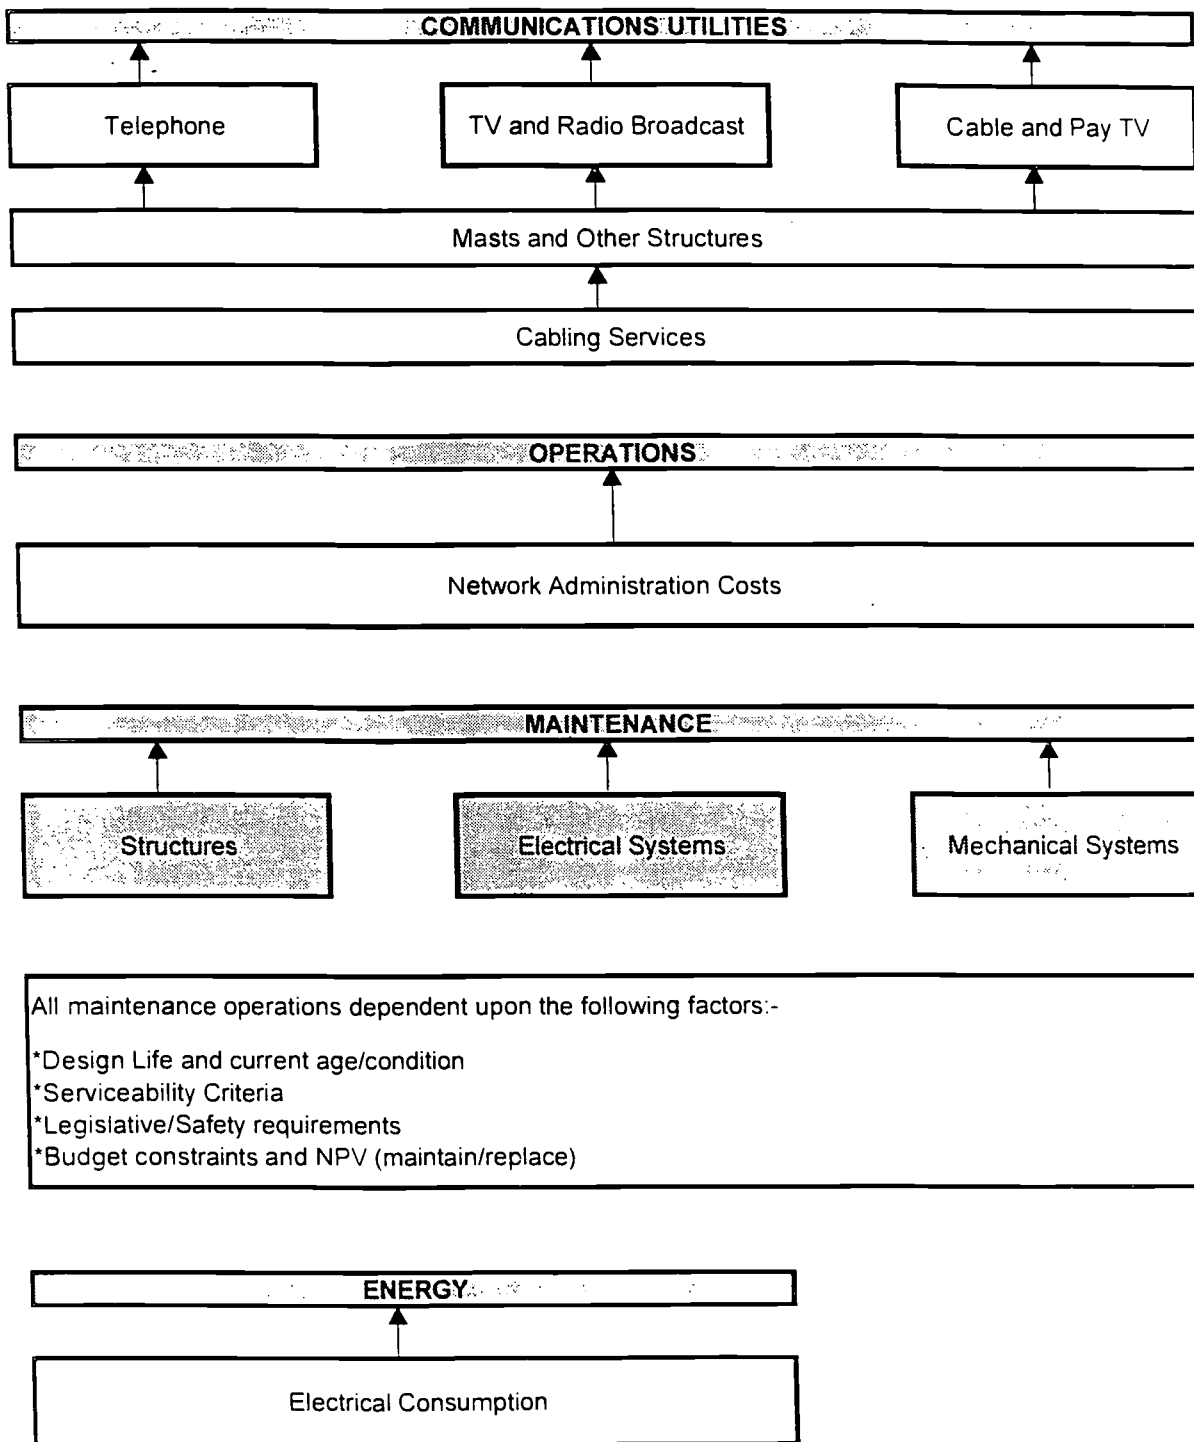 COMMUNICATIONS UTILITIES
Telephone
TV and Radio Broadcast
Cable and Pay TV
Masts and Other Structures
Cabling Services
OPERATIONS
Network Administration Costs
MAINTENANCE
Structures
Electrical Systems
Mechanical Systems
All maintenance operations dependent upon the following factors:-
*Design Life and current age/condition
*Serviceability Criteria
*Legislative/Safety requirements
*Budget constraints and NPV (maintain/replace)
ENERGY
Electrical Consumption